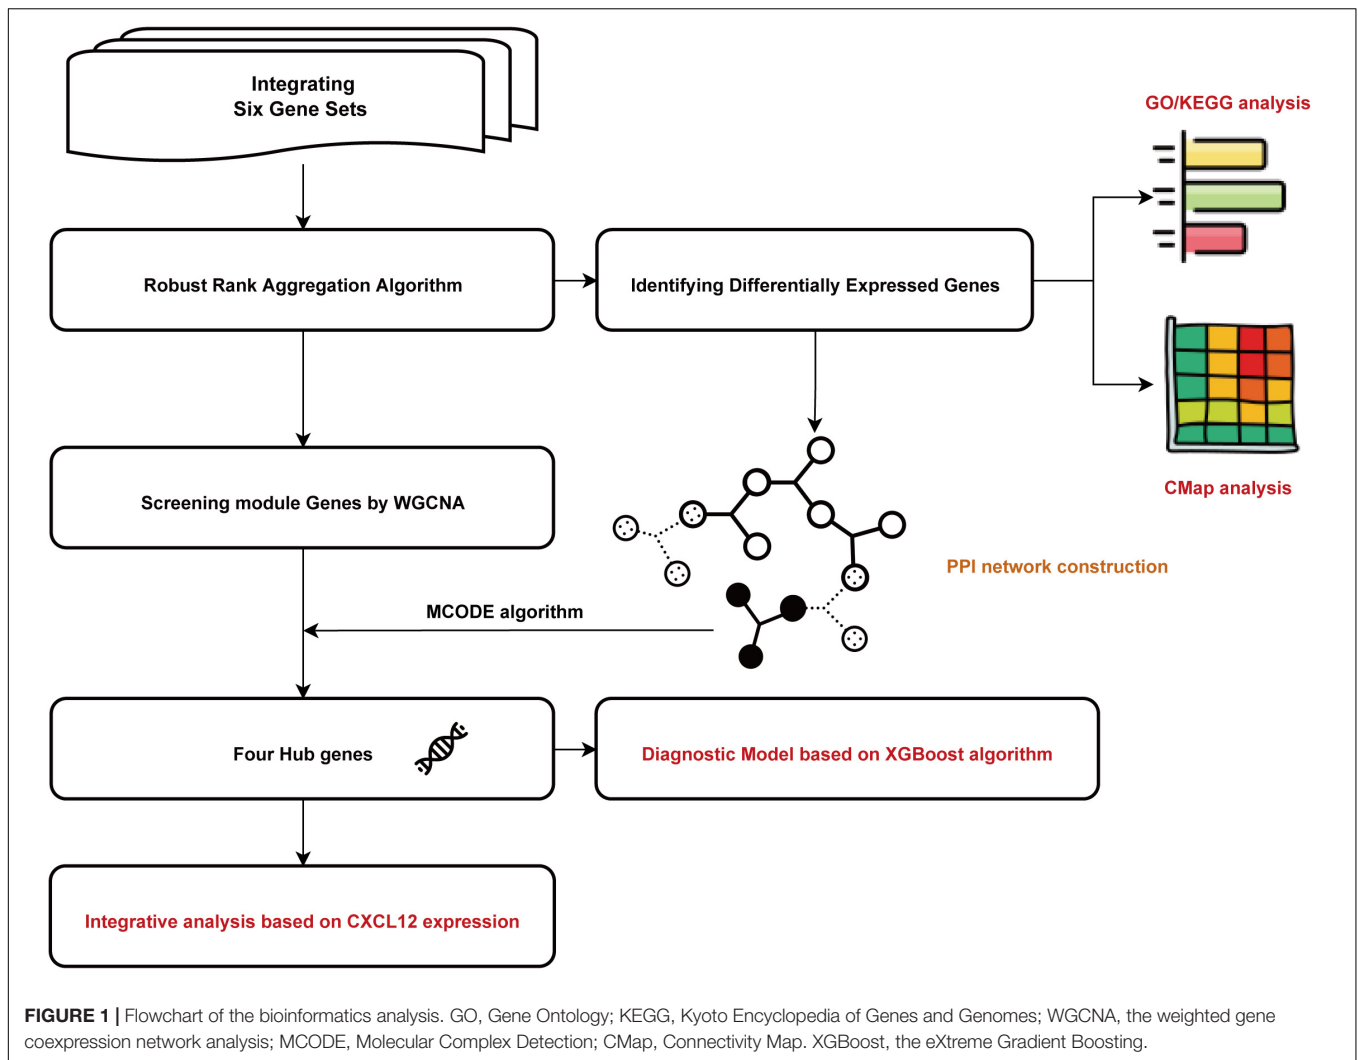 Integrating
Six Gene Sets
GO/KEGG analysis
Robust Rank Aggregation Algorithm
Identifying Differentially Expressed Genes
CMap analysis
Screening module Genes by WGCNA
PPI network construction
MCODE algorithm
Four Hub genes
Diagnostic Model based on XGBoost algorithm
Integrative analysis based on CXCL12 expression
FIGURE 1 | Flowchart of the bioinformatics analysis. GO, Gene Ontology; KEGG, Kyoto Encyclopedia of Genes and Genomes; WGCNA, the weighted gene
coexpression network analysis; MCODE, Molecular Complex Detection; CMap, Connectivity Map. XGBoost, the eXtreme Gradient Boosting.